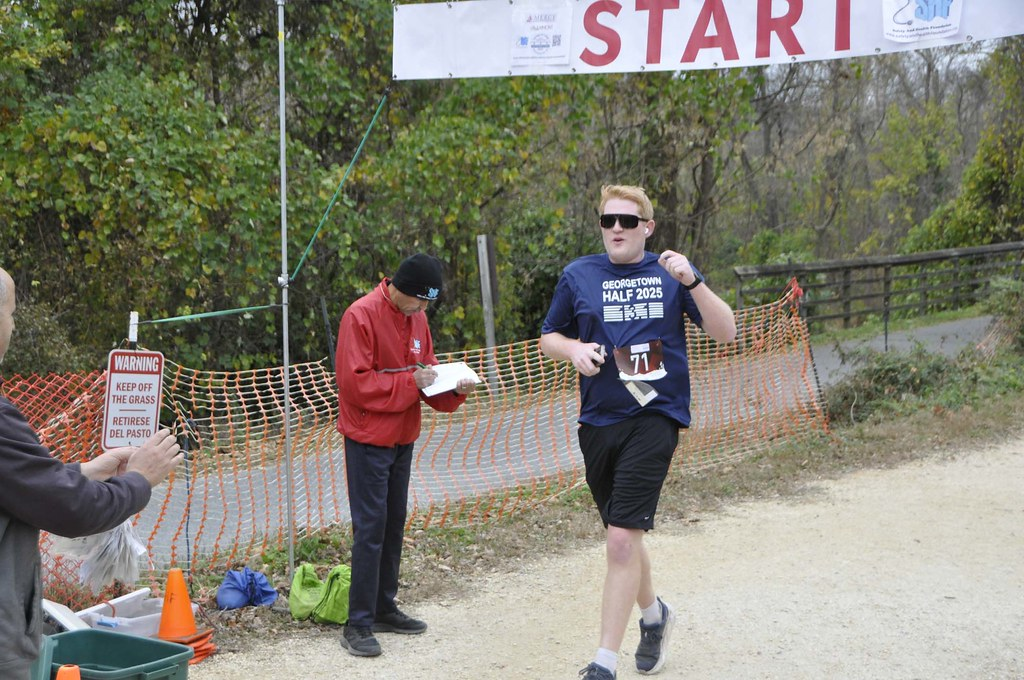 START
WARNING
KEEP OFF
THE GRASS
RETIRESE
DEL PASTO
GEORGETOWN
HALF 2025
71